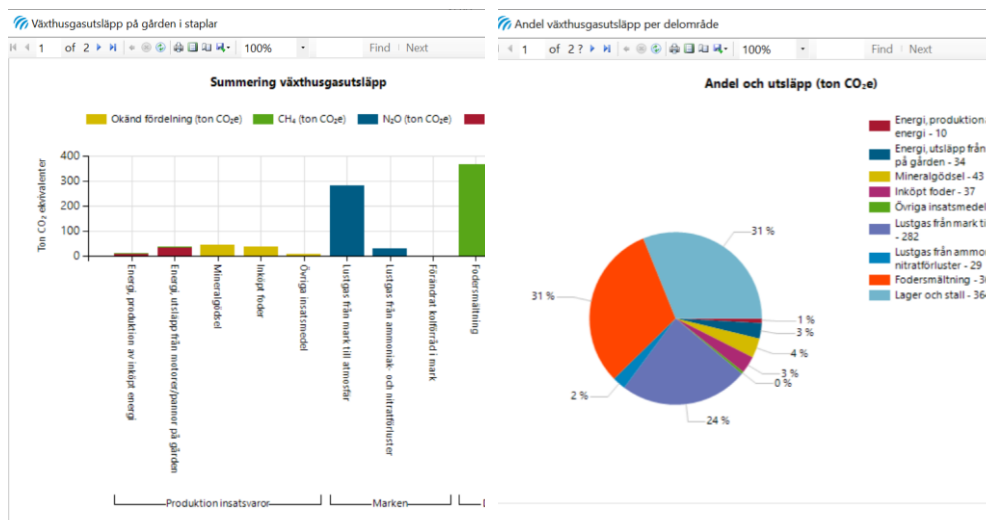 Växthusgasutsläpp på gården i staplar
1 of 2 100% Find Next
Summering växthusgasutsläpp
Okänd fördelning (ton CO₂e) CH₄ (ton CO₂e) N₂O (ton CO₂e)
Ton CO₂ ekvivalenter
400
300
200
100
0
Energi, produktion av inköpt energi
Energi, utsläpp från motorer/pannor på gården
Mineralgödsel
Inköpt foder
Övriga insatsmedel
Lustgas från mark till atmosfär
Lustgas från ammoniak- och nitratförluster
Förändrat kolförråd i mark
Fodersmältning
Produktion insatsvaror
Marken
Andel växthusgasutsläpp per delområde
1 of 2 ? 100% Find Next
Andel och utsläpp (ton CO₂e)
Energi, produktion
energi - 10
Energi, utsläpp från
på gården - 34
Mineralgödsel - 43
Inköpt foder - 37
Övriga insatsmedel
Lustgas från mark ti
- 282
Lustgas från ammo
nitratförluster - 29
Fodersmältning - 36
Lager och stall - 364
31 %
31 %
1 %
3 %
4 %
3 %
0 %
2 %
24 %